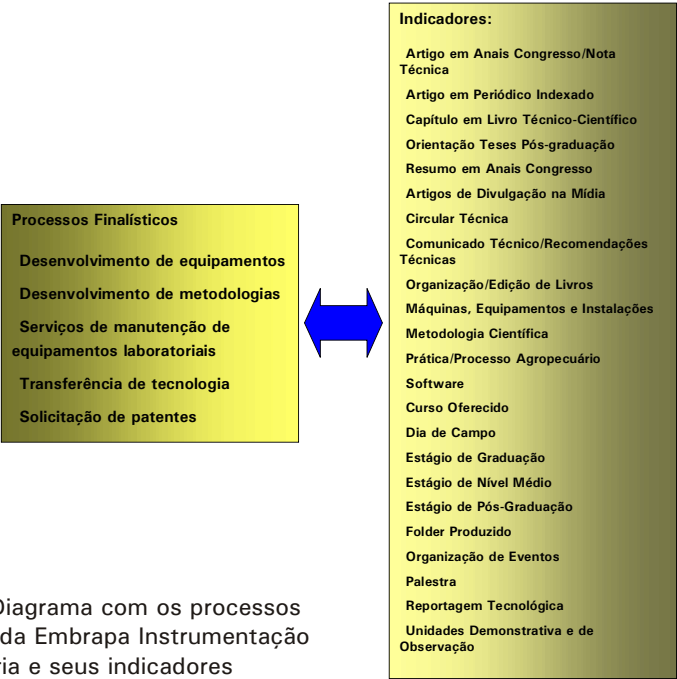 Processos Finalísticos
Desenvolvimento de equipamentos
Desenvolvimento de metodologias
Serviços de manutenção de
equipamentos laboratoriais
Transferência de tecnologia
Solicitação de patentes
Indicadores:
Artigo em Anais Congresso/Nota
Técnica
Artigo em Periódico Indexado
Capítulo em Livro Técnico-Científico
Orientação Teses Pós-graduação
Resumo em Anais Congresso
Artigos de Divulgação na Mídia
Circular Técnica
Comunicado Técnico/Recomendações
Técnicas
Organização/Edição de Livros
Máquinas, Equipamentos e Instalações
Metodologia Científica
Prática/Processo Agropecuário
Software
Curso Oferecido
Dia de Campo
Estágio de Graduação
Estágio de Nível Médio
Estágio de Pós-Graduação
Folder Produzido
Organização de Eventos
Palestra
Reportagem Tecnológica
Unidades Demonstrativa e de
Observação
Diagrama com os processos
da Embrapa Instrumentação
ria e seus indicadores